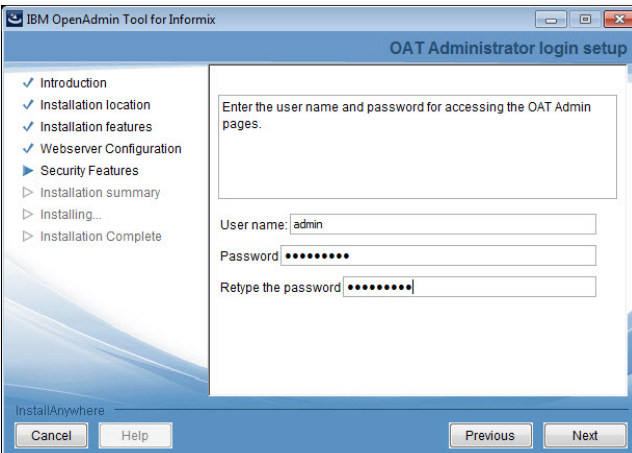 IBM OpenAdmin Tool for Informix
OAT Administrator login setup
Introduction
Installation location
Installation features
Webserver Configuration
Security Features
Installation summary
Installing...
Installation Complete
Enter the user name and password for accessing the OAT Admin
pages.
User name: admin
Password •••••••••
Retype the password •••••••••
InstallAnywhere
Cancel
Help
Previous
Next